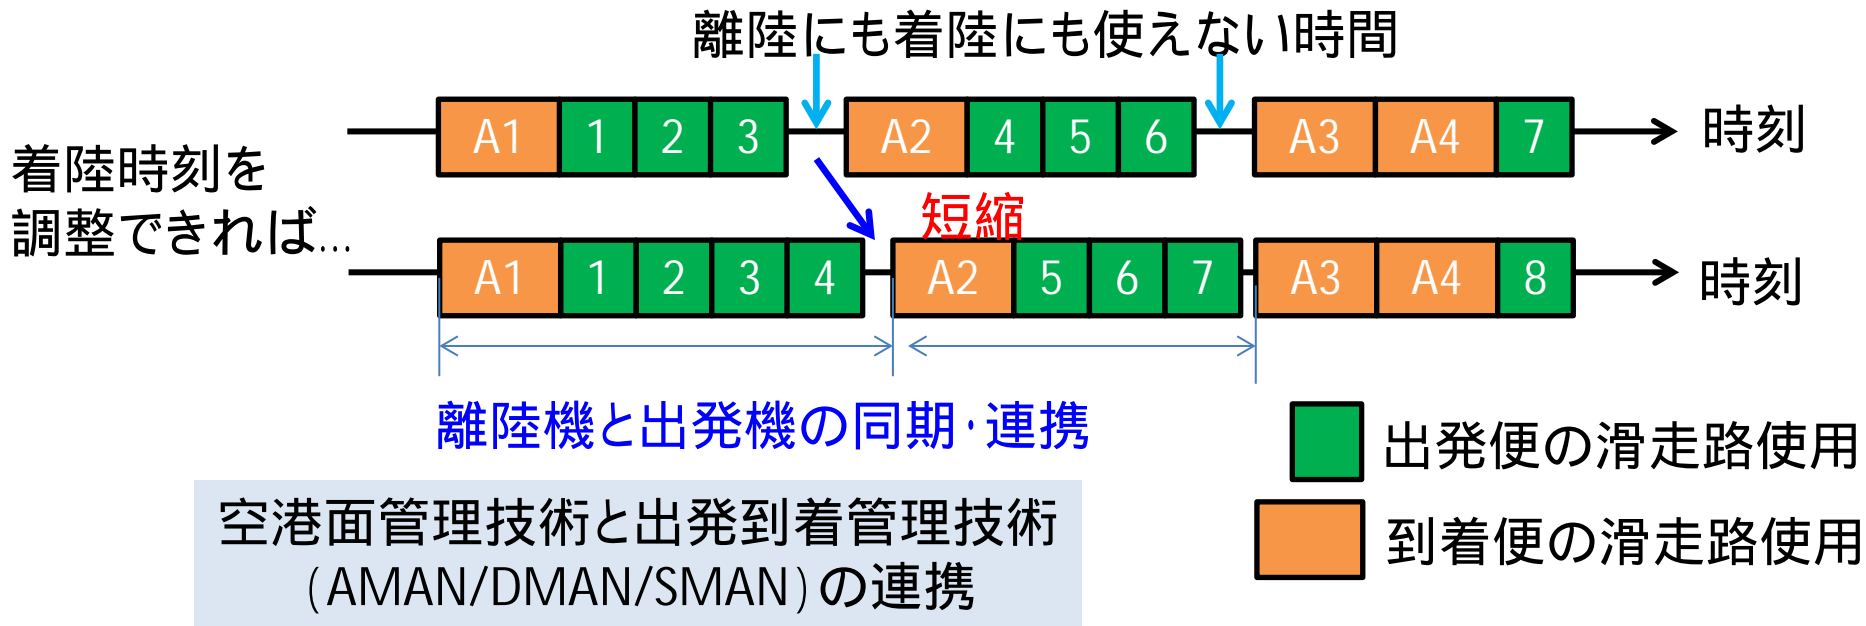 離陸にも着陸にも使えない時間
A1 1 2 3 A2 4 5 6 A3 A4 7 時刻
着陸時刻を
調整できれば…
短縮
A1 1 2 3 4 A2 5 6 7 A3 A4 8 時刻
離陸機と出発機の同期・連携
出発便の滑走路使用
到着便の滑走路使用
空港面管理技術と出発到着管理技術
(AMAN/DMAN/SMAN)の連携